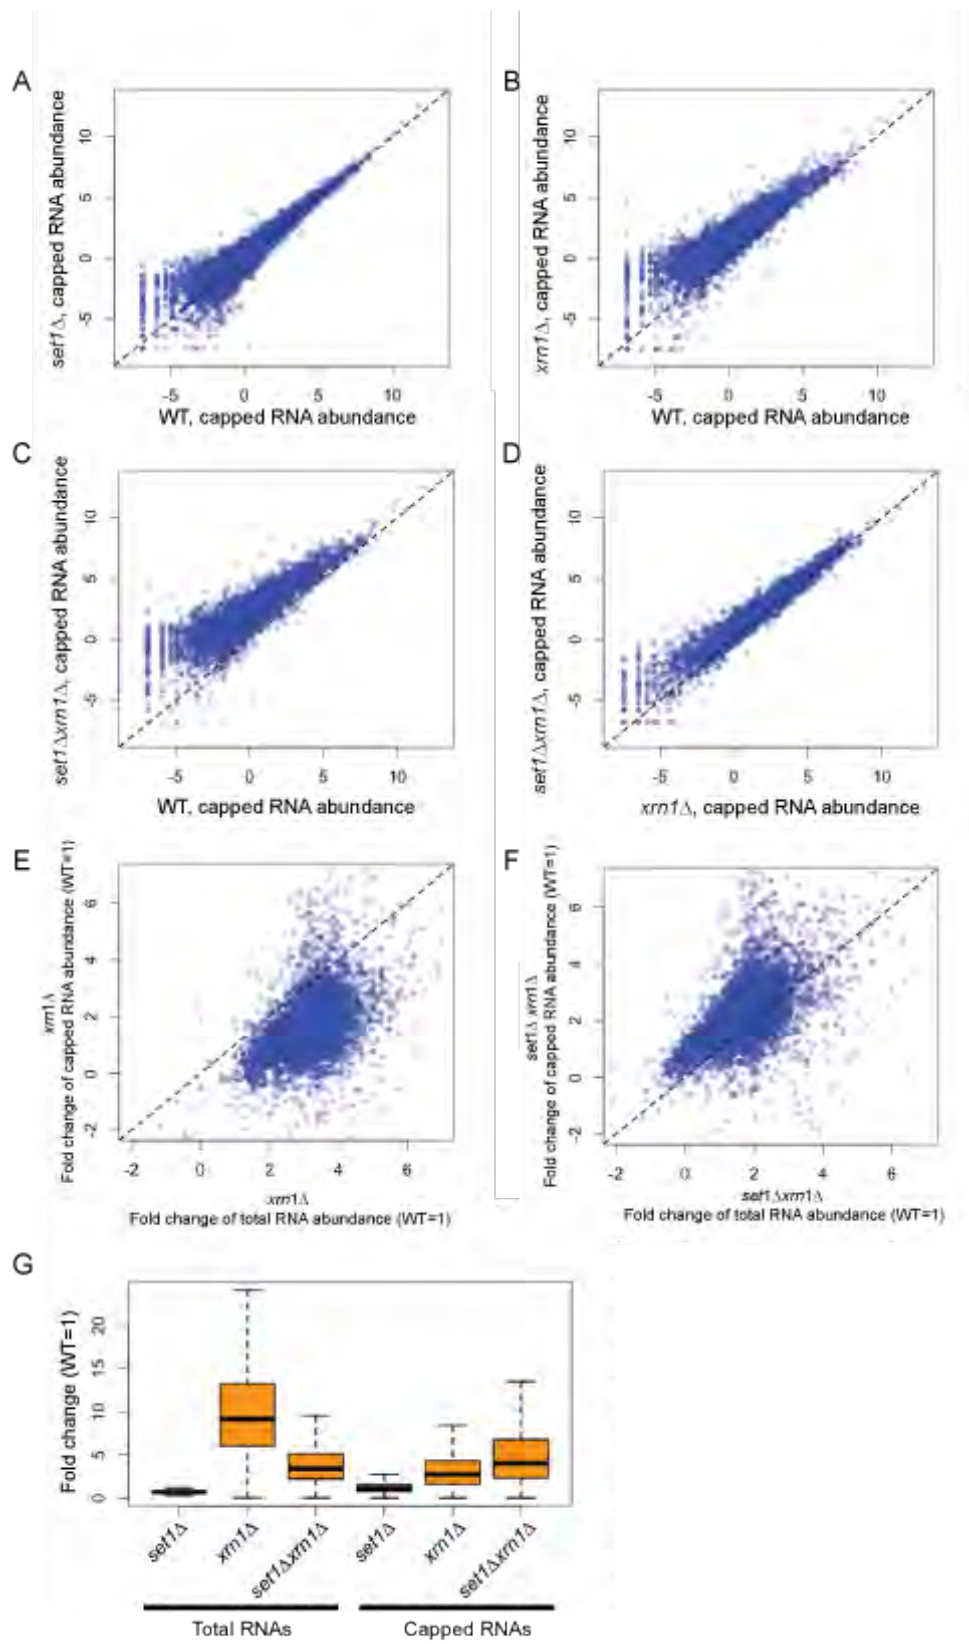 A
B
set1Δ, capped RNA abundance
10
5
0
-5
-5 0 5 10
WT, capped RNA abundance
xrn1Δ, capped RNA abundance
10
5
0
-5
-5 0 5 10
WT, capped RNA abundance
C
D
set1Δxrn1Δ, capped RNA abundance
10
5
0
-5
-5 0 5 10
WT, capped RNA abundance
set1Δxrn1Δ, capped RNA abundance
10
5
0
-5
-5 0 5 10
xrn1Δ, capped RNA abundance
E
F
xrn1Δ
Fold change of capped RNA abundance (WT=1)
6
4
2
0
-2
-2 0 2 4 6
xrn1Δ
Fold change of total RNA abundance (WT=1)
set1Δ xrn1Δ
Fold change of capped RNA abundance (WT=1)
6
4
2
0
-2
-2 0 2 4 6
set1Δxrn1Δ
Fold change of total RNA abundance (WT=1)
G
Fold change (WT=1)
20
15
10
5
0
set1Δ
xrn1Δ
set1Δxrn1Δ
set1Δ
xrn1Δ
set1Δxrn1Δ
Total RNAs
Capped RNAs